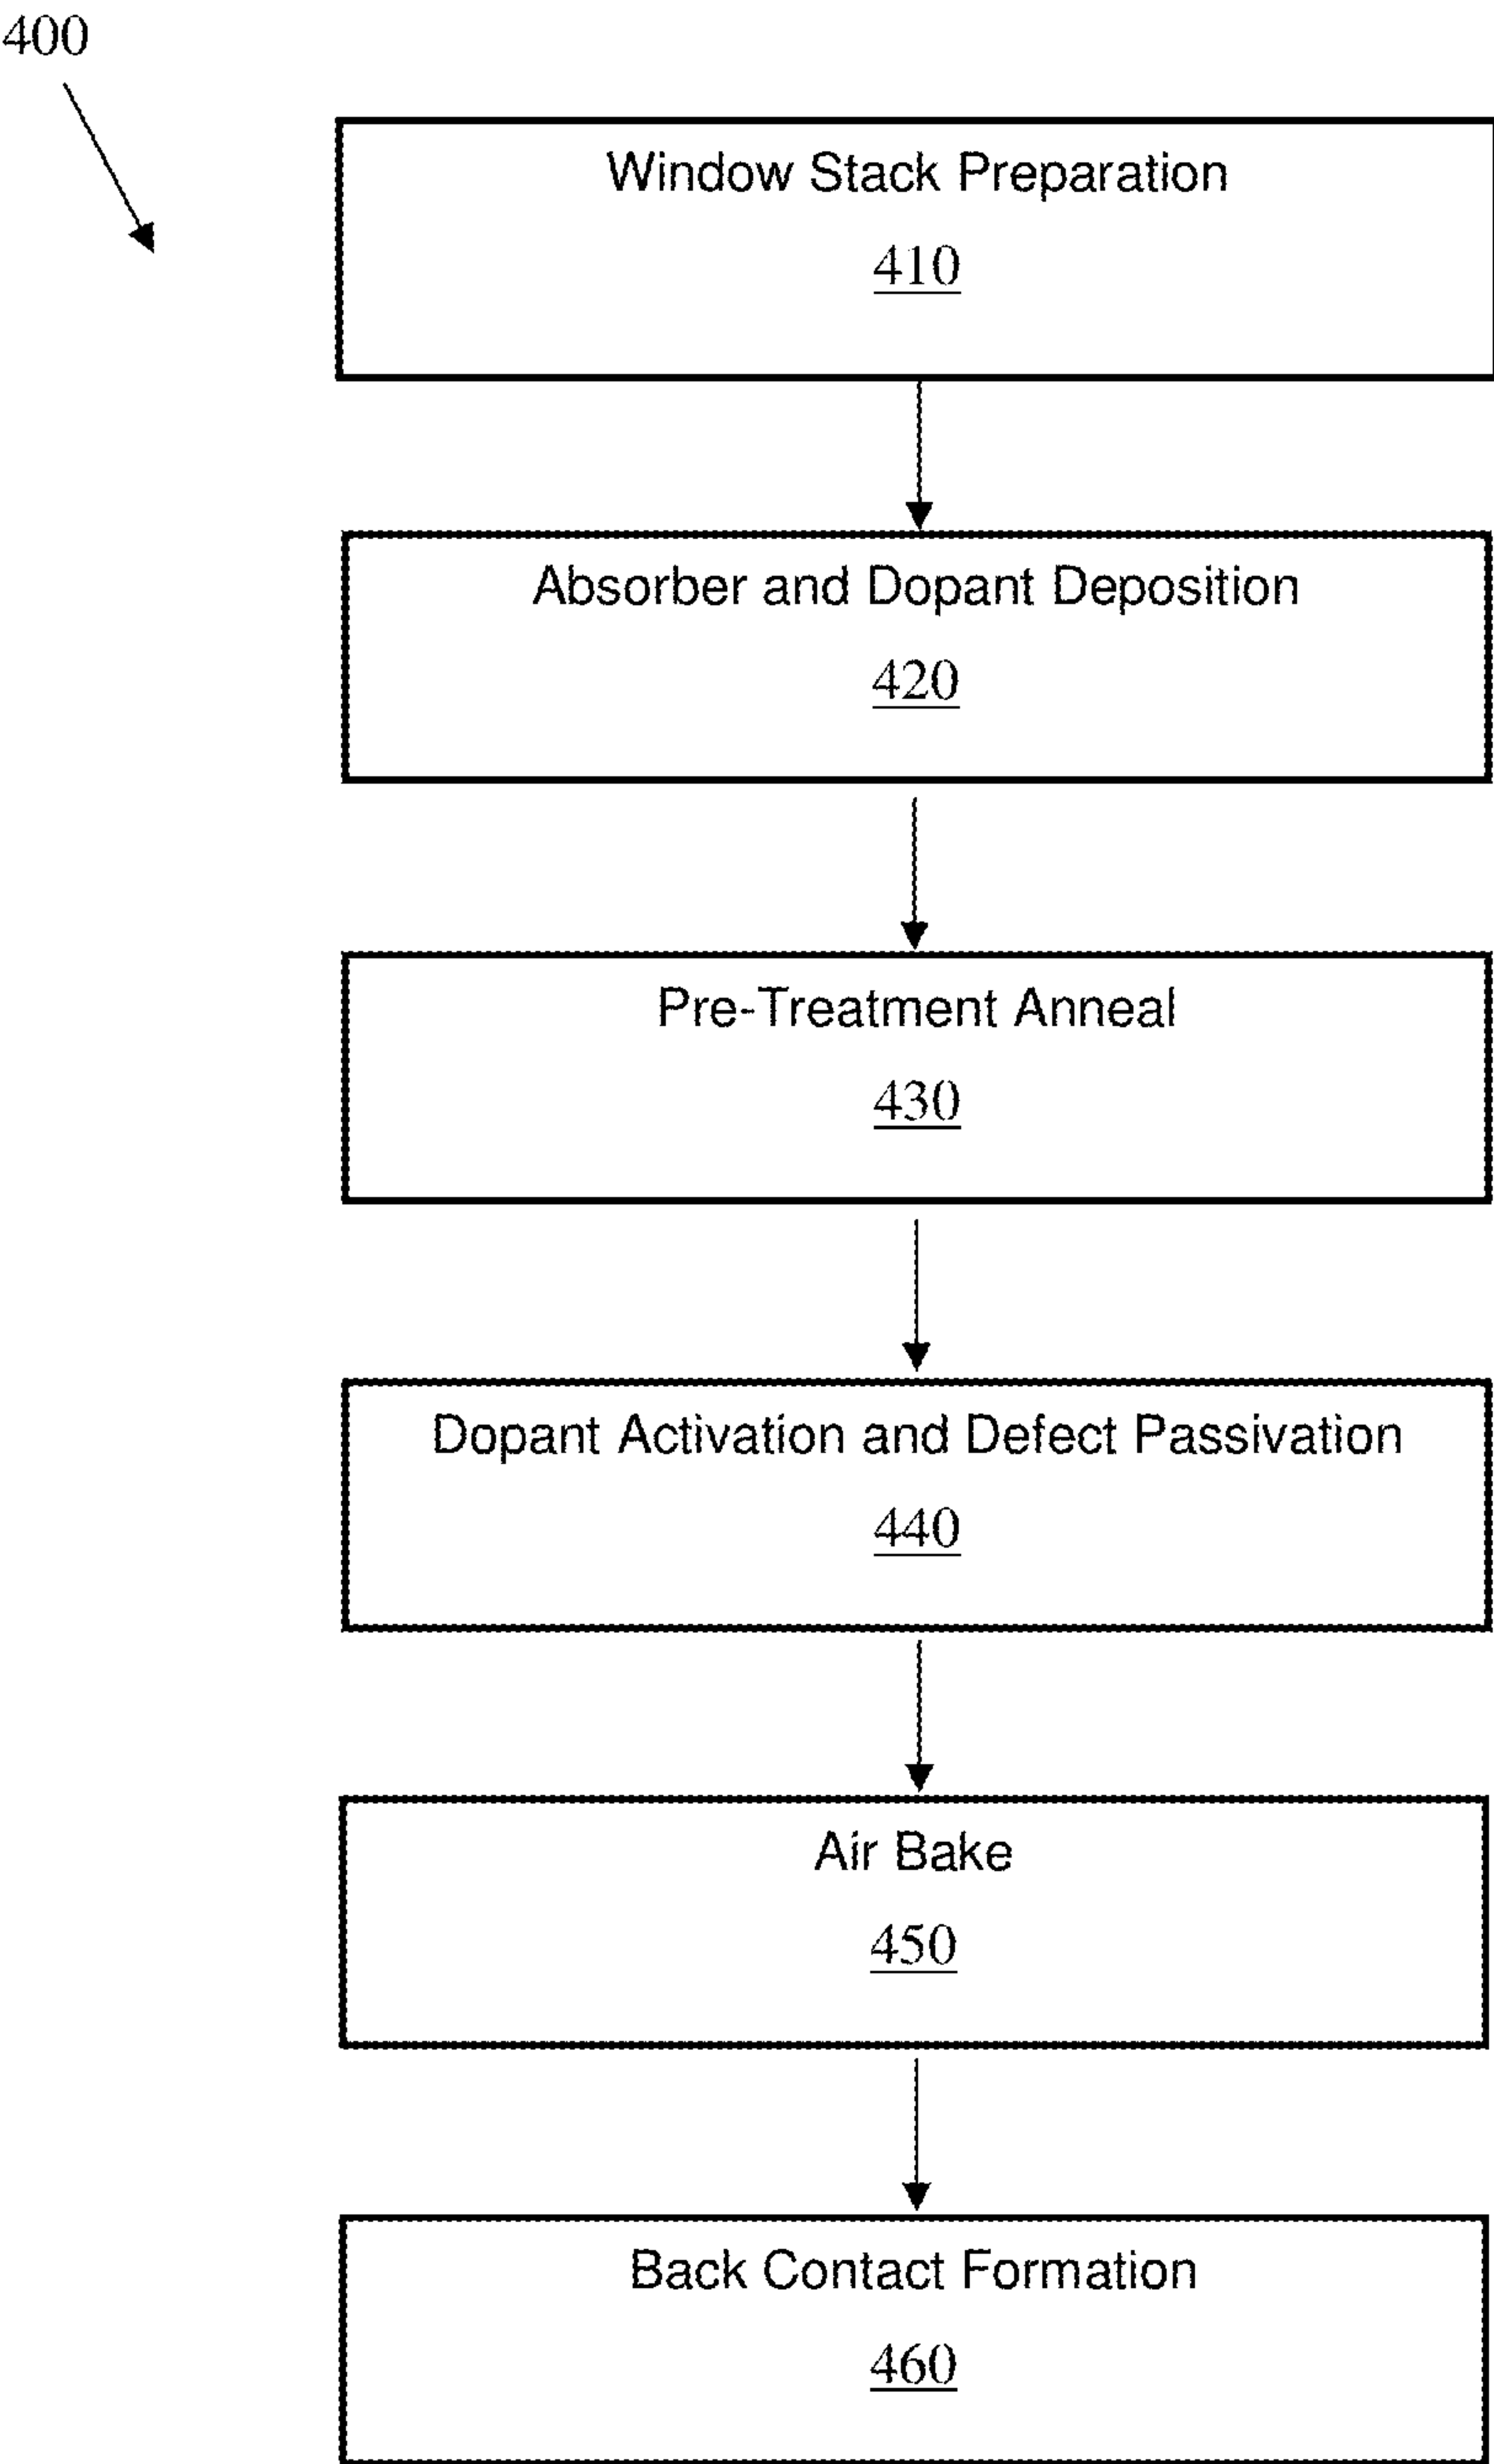 400
Window Stack Preparation
410
Absorber and Dopant Deposition
420
Pre-Treatment Anneal
430
Dopant Activation and Defect Passivation
440
Air Bake
450
Back Contact Formation
460